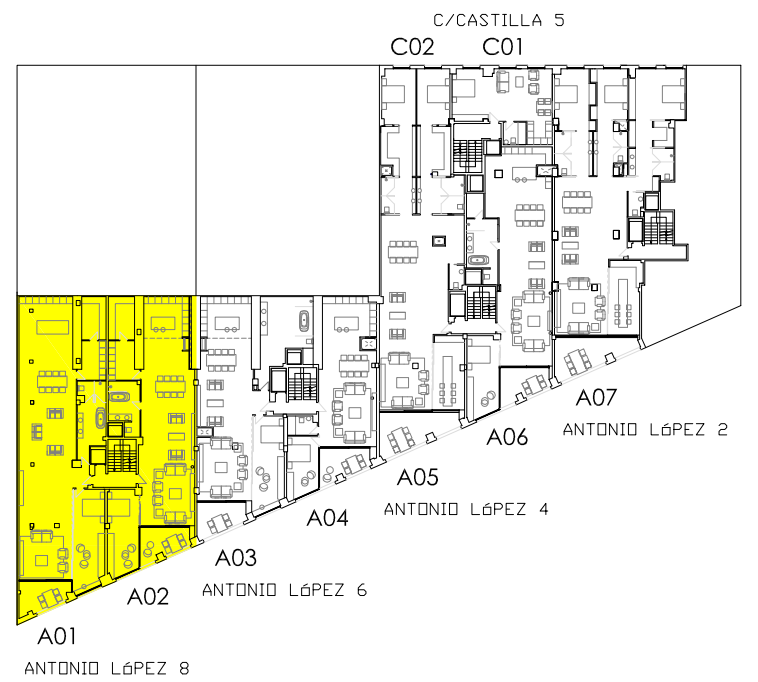 C/CASTILLA 5
C02 C01
A07
ANTONIO LóPEZ 2
A06
A05
ANTONIO LóPEZ 4
A04
A03
ANTONIO LóPEZ 6
A02
A01
ANTONIO LóPEZ 8